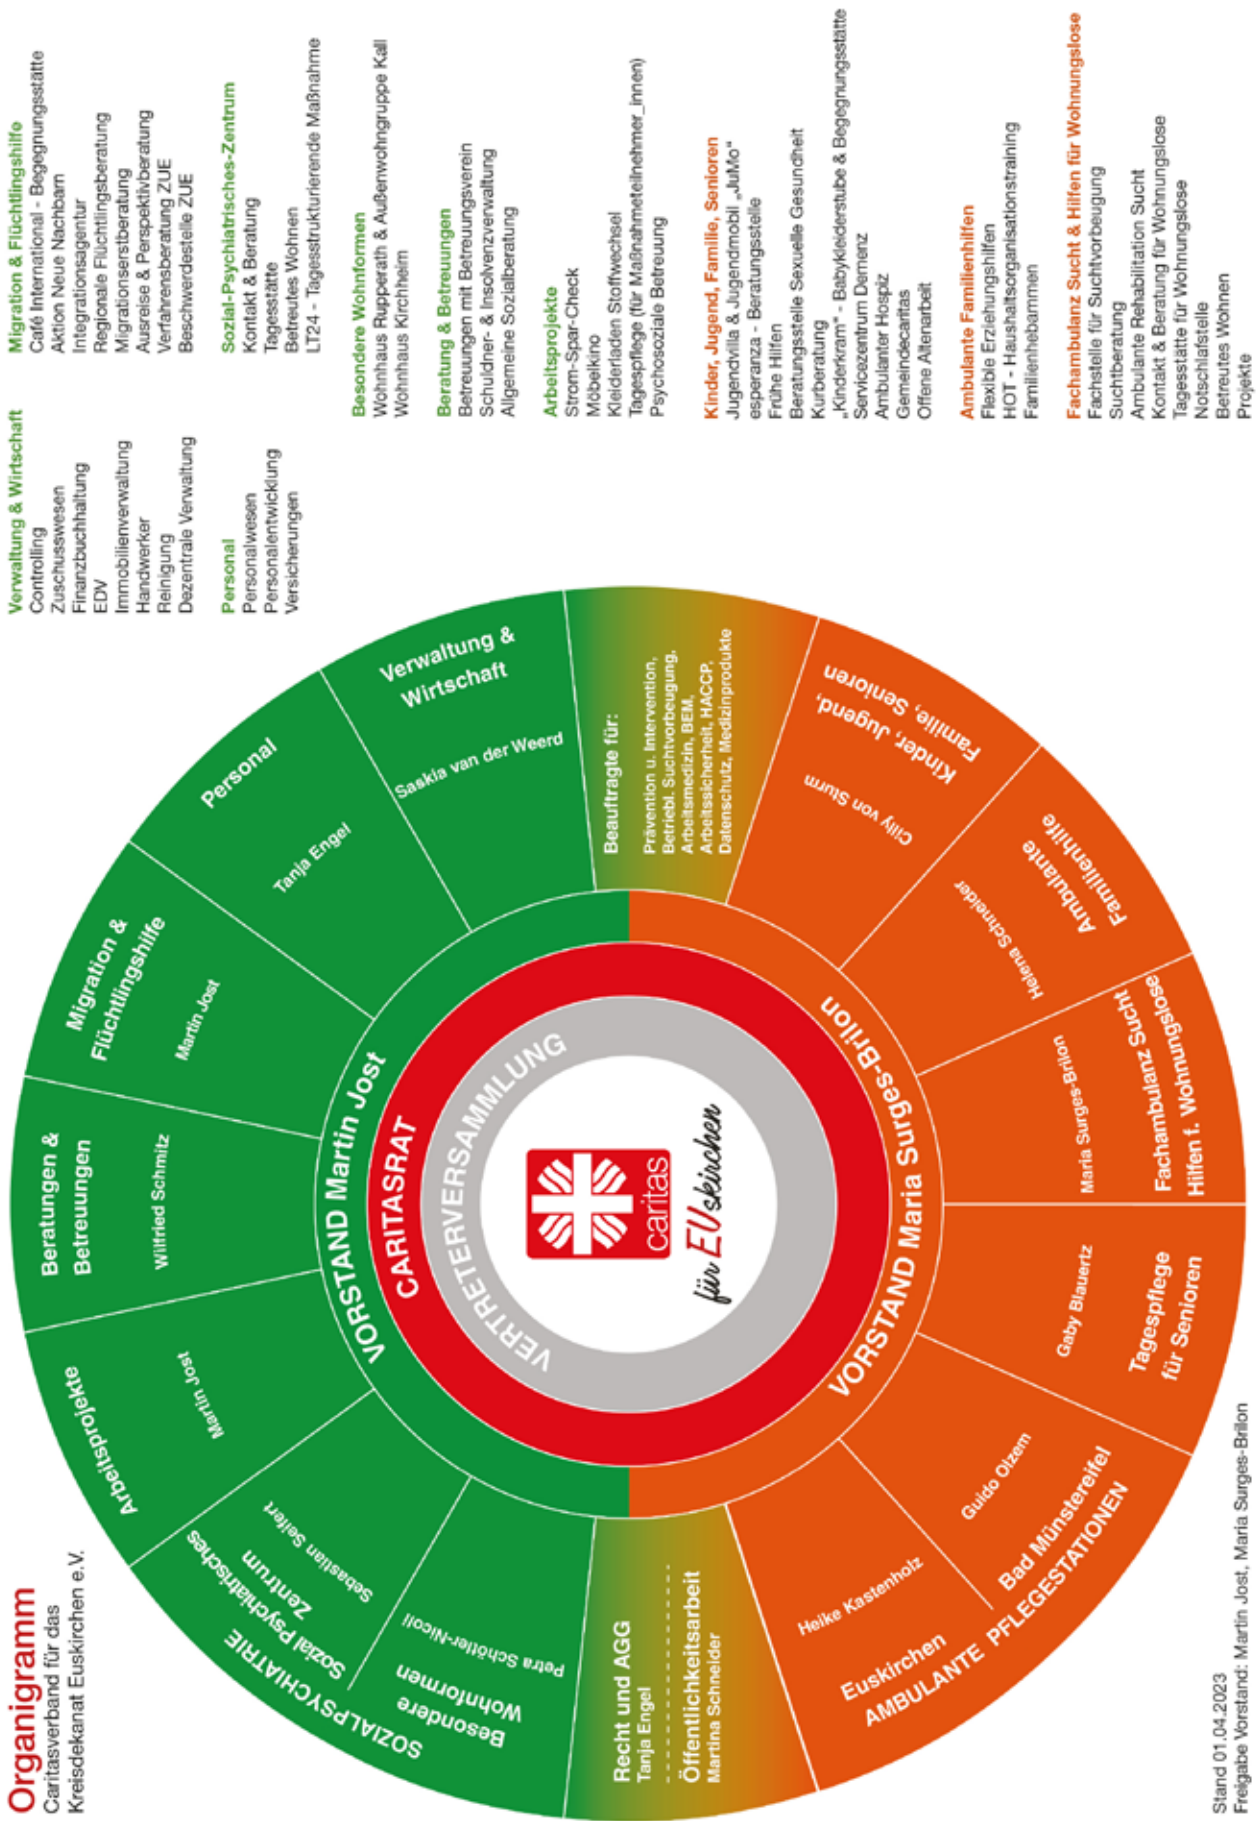 Organigramm
Caritasverband für das
Kreisdekanat Euskirchen e.V.
Verwaltung & Wirtschaft
Controlling
Zuschusswesen
Finanzbuchhaltung
EDV
Immobilienverwaltung
Handwerker
Reinigung
Dezentrale Verwaltung
Personal
Personalwesen
Personalentwicklung
Versicherungen
Migration & Flüchtlingshilfe
Café International - Begegnungsstätte
Aktion Neue Nachbarn
Integrationsagentur
Regionale Flüchtlingsberatung
Migrationserstberatung
Ausreise & Perspektivberatung
Verfahrensberatung ZUE
Beschwerdestelle ZUE
Sozial-Psychiatrisches-Zentrum
Kontakt & Beratung
Tagesstätte
Betreutes Wohnen
LT24 - Tagesstrukturierende Maßnahme
Besondere Wohnformen
Wohnhaus Rupperath & Außenwohngruppe Kall
Wohnhaus Kirchheim
Beratung & Betreuungen
Betreuungen mit Betreuungsverein
Schuldner- & Insolvenzverwaltung
Allgemeine Sozialberatung
Arbeitsprojekte
Strom-Spar-Check
Möbelkino
Kleiderladen Stoffwechsel
Tagespflege (für Maßnahmeteilnehmer_innen)
Psychosoziale Betreuung
Kinder, Jugend, Familie, Senioren
Jugendvilla & Jugendmobil „JuMo“
esperanza - Beratungsstelle
Frühe Hilfen
Beratungsstelle Sexuelle Gesundheit
Kurberatung
„Kinderkram“ - Babykleiderstube & Begegnungsstätte
Servicezentrum Demenz
Ambulanter Hospiz
Gemeindecaritas
Offene Altenarbeit
Ambulante Familienhilfen
Flexible Erziehungshilfen
HOT - Haushaltsorganisationstraining
Familienhebammen
Fachambulanz Sucht & Hilfen für Wohnungslose
Fachstelle für Suchtvorbeugung
Suchtberatung
Ambulante Rehabilitation Sucht
Kontakt & Beratung für Wohnungslose
Tagesstätte für Wohnungslose
Notschlafstelle
Betreutes Wohnen
Projekte
SOZIALPSYCHIATRIE
Besondere
Wohnformen
Petra Schöttler-Nicoll
Sozial Psychiatrisches
Zentrum
Sebastian Seifert
Arbeitsprojekte
Martin Jost
Beratungen &
Betreuungen
Wilfried Schmitz
Migration &
Flüchtlingshilfe
Martin Jost
Personal
Tanja Engel
Verwaltung &
Wirtschaft
Saskia van der Weerd
Beauftragte für:
Prävention u. Intervention,
Betriebl. Suchtvorbeugung,
Arbeitsmedizin, BEM,
Arbeitssicherheit, HACCP,
Datenschutz, Medizinprodukte
Kinder, Jugend,
Familie, Senioren
Cilly von Sturm
Ambulante
Familienhilfe
Helena Schneider
Maria Surges-Brilon
Fachambulanz Sucht
Hilfen f. Wohnungslose
Gaby Blauertz
Tagespflege
für Senioren
Guido Olzem
Bad Münstereifel
Heike Kastenholz
Euskirchen
AMBULANTE PFLEGESTATIONEN
Recht und AGG
Tanja Engel
Öffentlichkeitsarbeit
Martina Schneider
VORSTAND Martin Jost
VORSTAND Maria Surges-Brilon
CARITASRAT
VERTRETERVERSAMMLUNG
caritas
für EUskirchen
Stand 01.04.2023
Freigabe Vorstand: Martin Jost, Maria Surges-Brilon